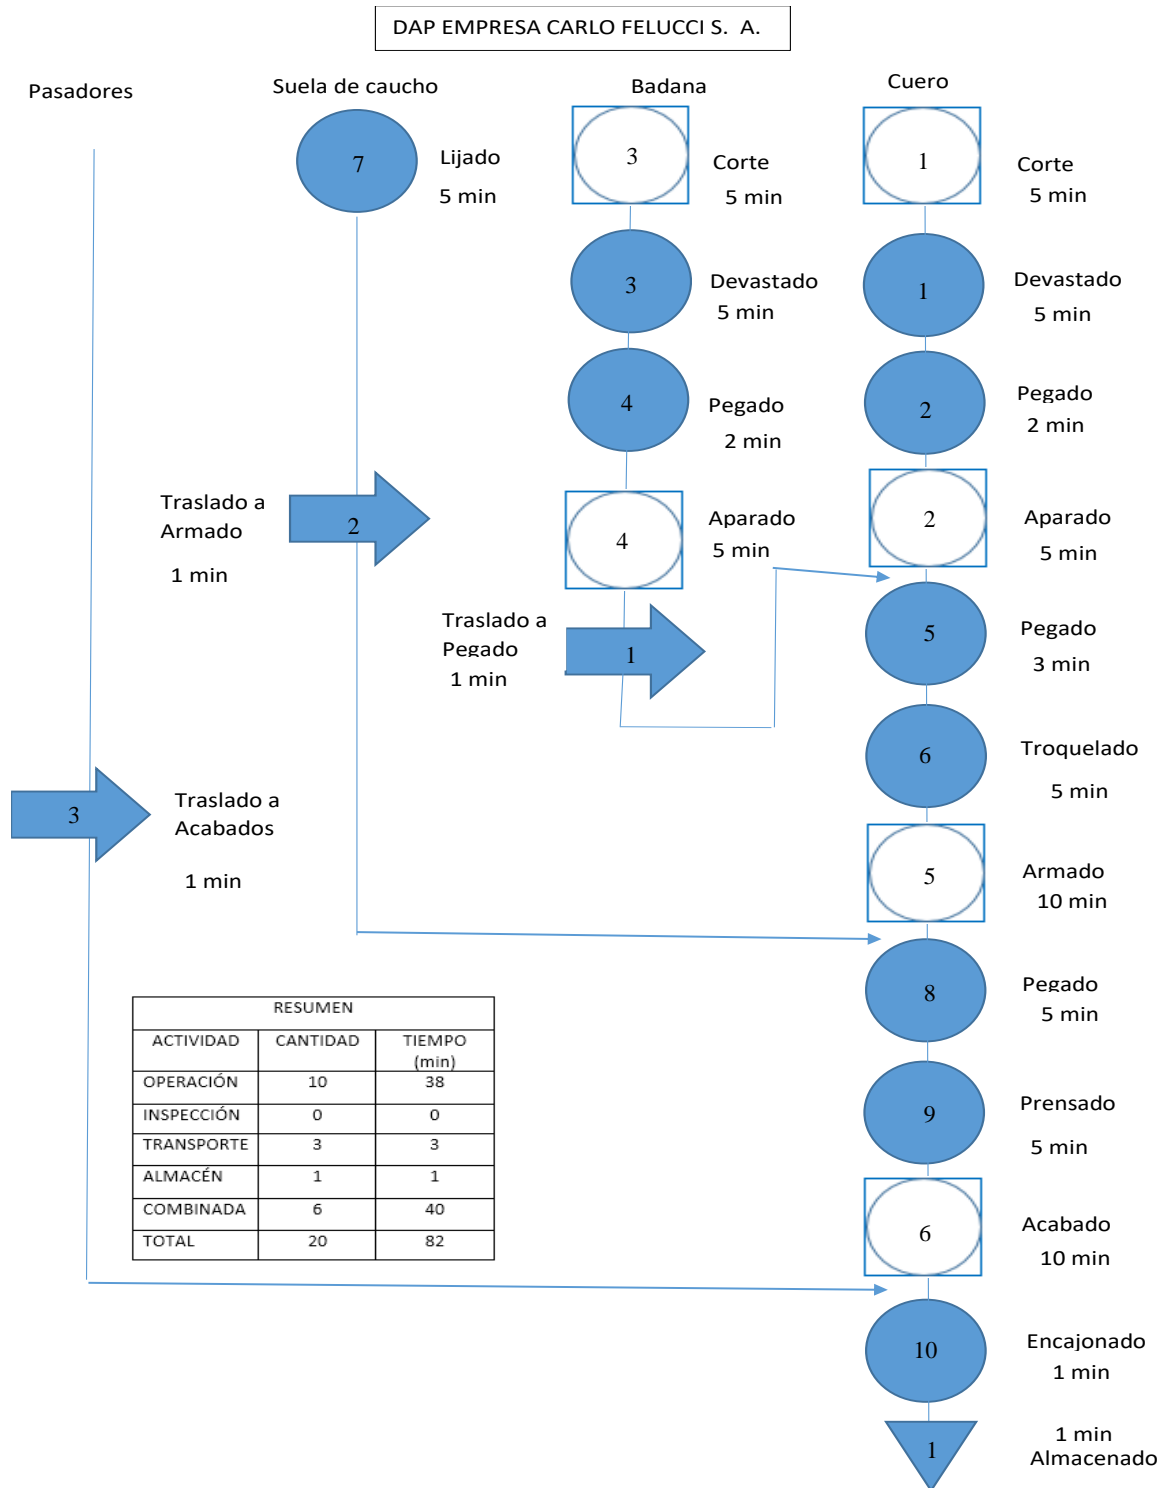 DAP EMPRESA CARLO FELUCCI S. A.
Pasadores
Suela de caucho
Badana
Cuero
7
Lijado
5 min
3
Corte
5 min
1
Corte
5 min
3
Devastado
5 min
1
Devastado
5 min
4
Pegado
2 min
2
Pegado
2 min
Traslado a
Armado
1 min
2
4
Aparado
5 min
2
Aparado
5 min
Traslado a
Pegado
1 min
1
5
Pegado
3 min
6
Troquelado
5 min
3
Traslado a
Acabados
1 min
5
Armado
10 min
8
Pegado
5 min
RESUMEN
ACTIVIDAD CANTIDAD TIEMPO
(min)
OPERACIÓN 10 38
INSPECCIÓN 0 0
TRANSPORTE 3 3
ALMACÉN 1 1
COMBINADA 6 40
TOTAL 20 82
9
Prensado
5 min
6
Acabado
10 min
10
Encajonado
1 min
1
1 min
Almacenado